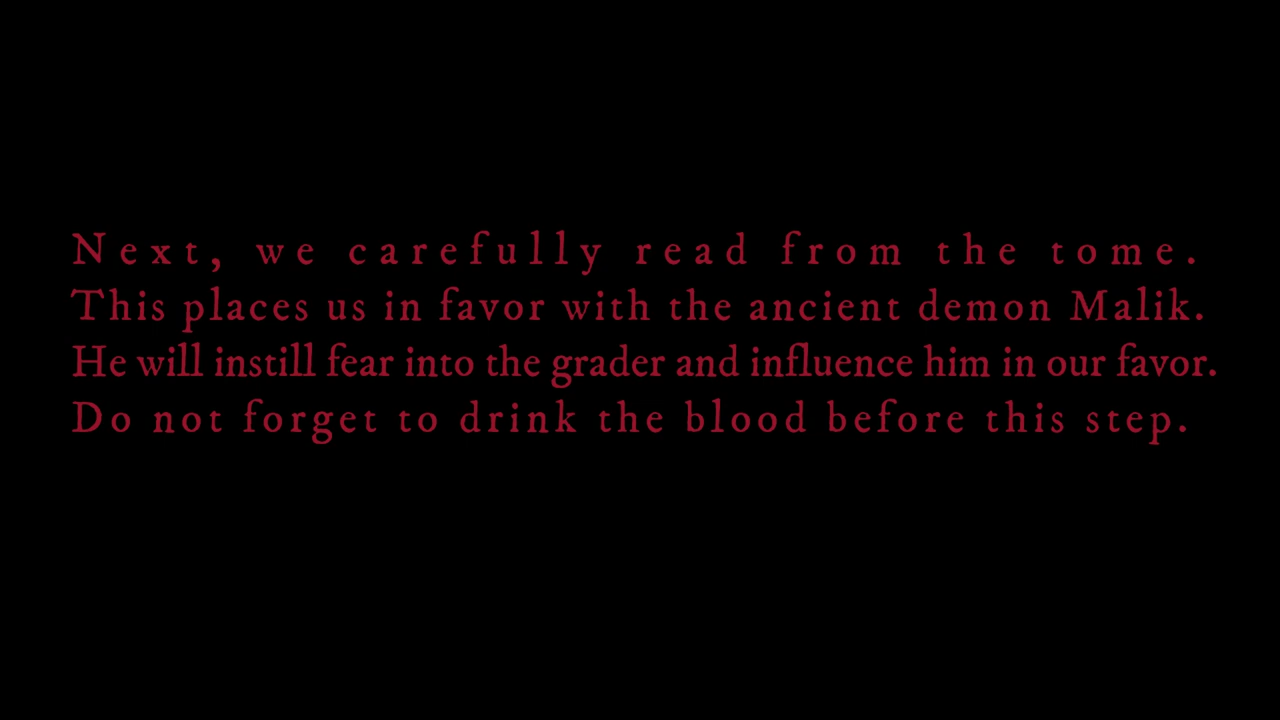 Next, we carefully read from the tome.
This places us in favor with the ancient demon Malik.
He will instill fear into the grader and influence him in our favor.
Do not forget to drink the blood before this step.